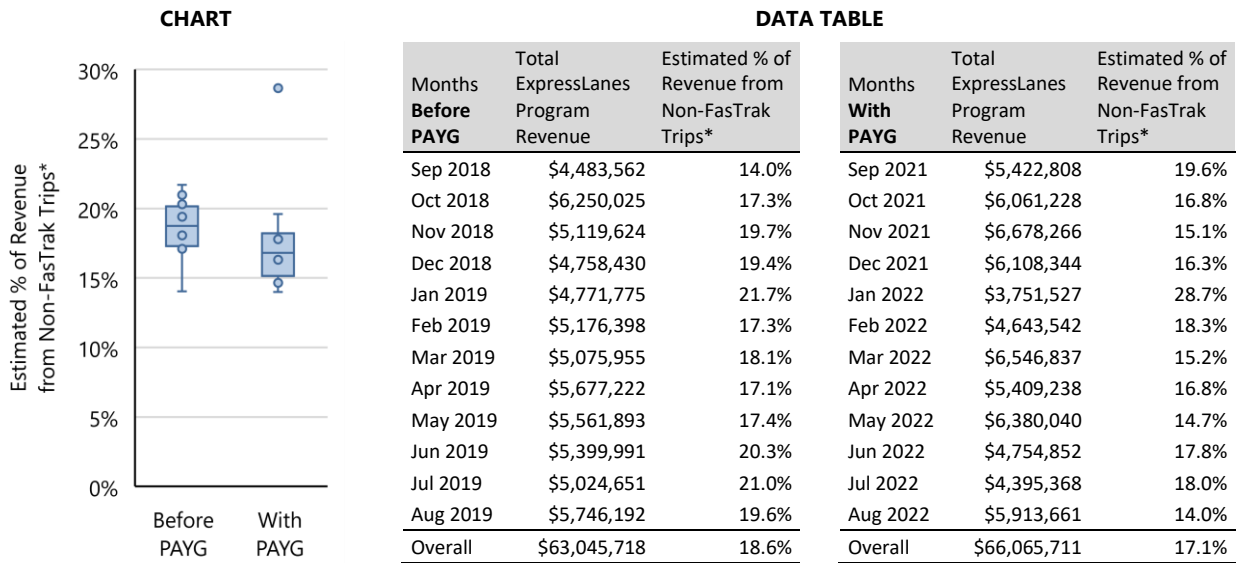 CHART
Estimated % of Revenue
from Non-FasTrak Trips*
30%
25%
20%
15%
10%
5%
0%
Before
PAYG
With
PAYG
DATA TABLE
Months
Before
PAYG
Total
ExpressLanes
Program
Revenue
Estimated % of
Revenue from
Non-FasTrak
Trips*
Sep 2018 $4,483,562 14.0%
Oct 2018 $6,250,025 17.3%
Nov 2018 $5,119,624 19.7%
Dec 2018 $4,758,430 19.4%
Jan 2019 $4,771,775 21.7%
Feb 2019 $5,176,398 17.3%
Mar 2019 $5,075,955 18.1%
Apr 2019 $5,677,222 17.1%
May 2019 $5,561,893 17.4%
Jun 2019 $5,399,991 20.3%
Jul 2019 $5,024,651 21.0%
Aug 2019 $5,746,192 19.6%
Overall $63,045,718 18.6%
Months
With
PAYG
Total
ExpressLanes
Program
Revenue
Estimated % of
Revenue from
Non-FasTrak
Trips*
Sep 2021 $5,422,808 19.6%
Oct 2021 $6,061,228 16.8%
Nov 2021 $6,678,266 15.1%
Dec 2021 $6,108,344 16.3%
Jan 2022 $3,751,527 28.7%
Feb 2022 $4,643,542 18.3%
Mar 2022 $6,546,837 15.2%
Apr 2022 $5,409,238 16.8%
May 2022 $6,380,040 14.7%
Jun 2022 $4,754,852 17.8%
Jul 2022 $4,395,368 18.0%
Aug 2022 $5,913,661 14.0%
Overall $66,065,711 17.1%